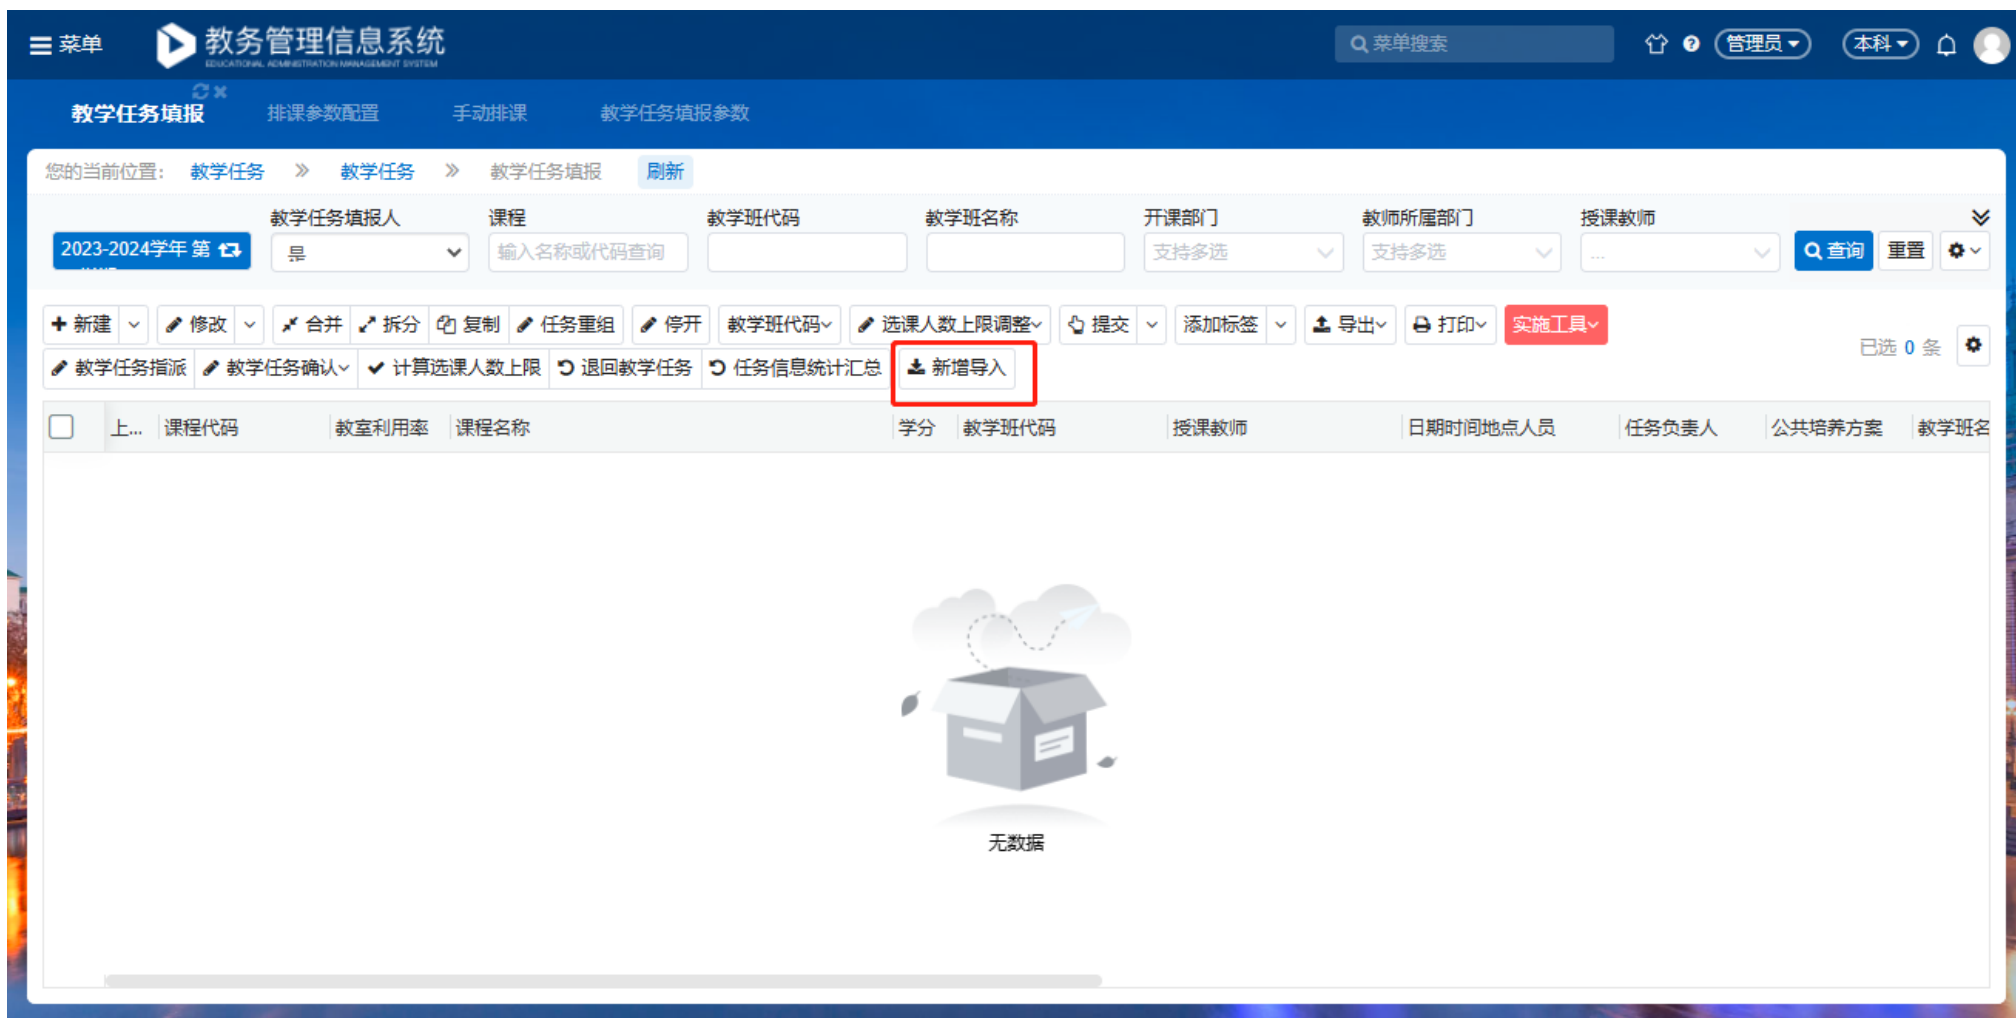 菜单
教务管理信息系统
EDUCATIONAL ADMINISTRATION MANAGEMENT SYSTEM
菜单搜索
管理员
本科
教学任务填报 排课参数配置 手动排课 教学任务填报参数
您的当前位置： 教学任务 » 教学任务 » 教学任务填报 刷新
教学任务填报人 课程 教学班代码 教学班名称 开课部门 教师所属部门 授课教师
2023-2024学年 第 是 输入名称或代码查询 支持多选 支持多选 ... 查询 重置
新建 修改 合并 拆分 复制 任务重组 停开 教学班代码 选课人数上限调整 提交 添加标签 导出 打印 实施工具
已选 0 条
教学任务指派 教学任务确认 计算选课人数上限 退回教学任务 任务信息统计汇总 新增导入
上... 课程代码 教室利用率 课程名称 学分 教学班代码 授课教师 日期时间地点人员 任务负责人 公共培养方案 教学班名
无数据